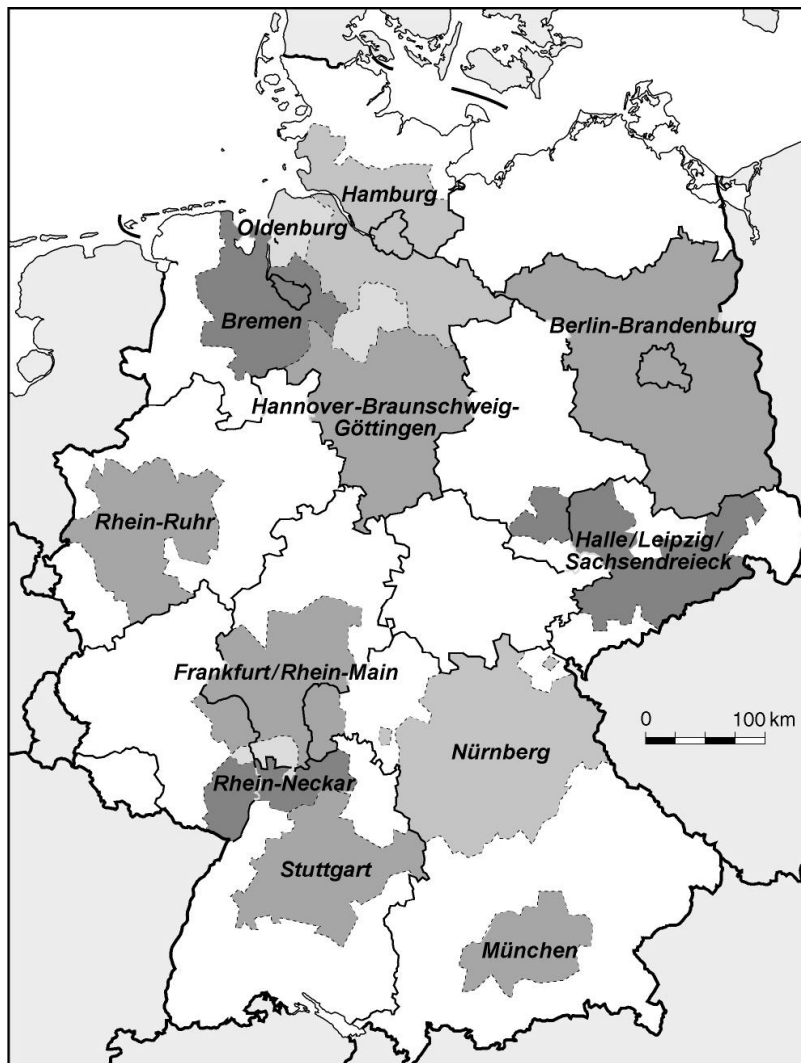 Hamburg
Oldenburg
Bremen
Berlin-Brandenburg
Hannover-Braunschweig-
Göttingen
Rhein-Ruhr
Halle/Leipzig/
Sachsendreieck
Frankfurt/Rhein-Main
0 100 km
Nürnberg
Rhein-Neckar
Stuttgart
München